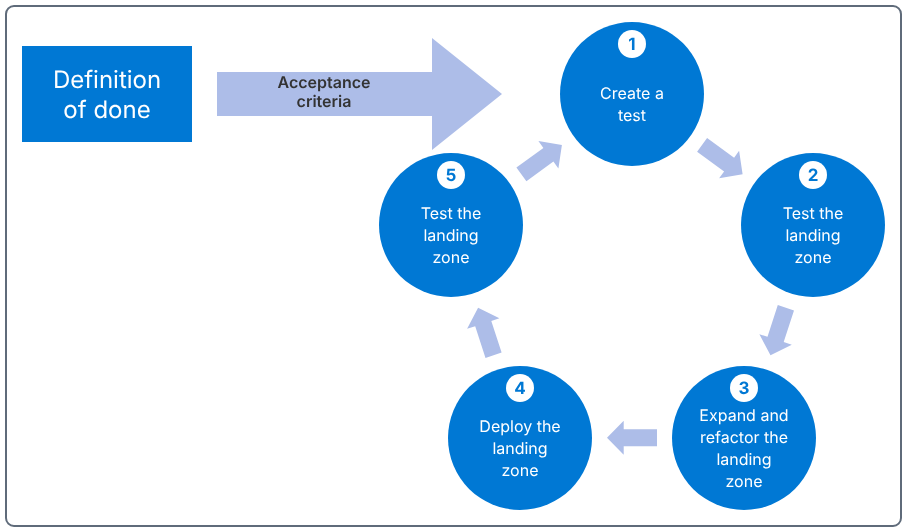 Definition
of done
Acceptance
criteria
1
Create a
test
2
Test the
landing
zone
3
Expand and
refactor the
landing
zone
4
Deploy the
landing
zone
5
Test the
landing
zone